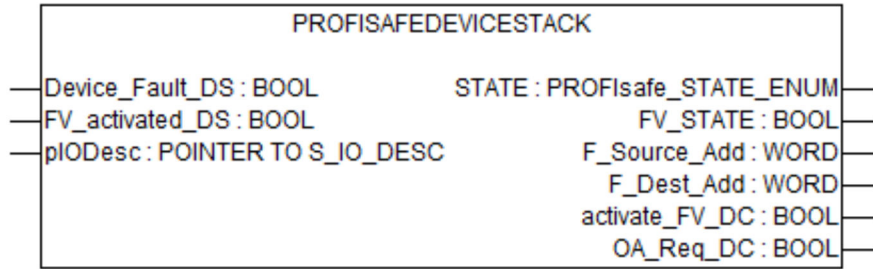 PROFISAFEDEVICESTACK
Device_Fault_DS : BOOL STATE : PROFIsafe_STATE_ENUM
FV_activated_DS : BOOL FV_STATE : BOOL
pIODesc : POINTER TO S_IO_DESC F_Source_Add : WORD
F_Dest_Add : WORD
activate_FV_DC : BOOL
OA_Req_DC : BOOL